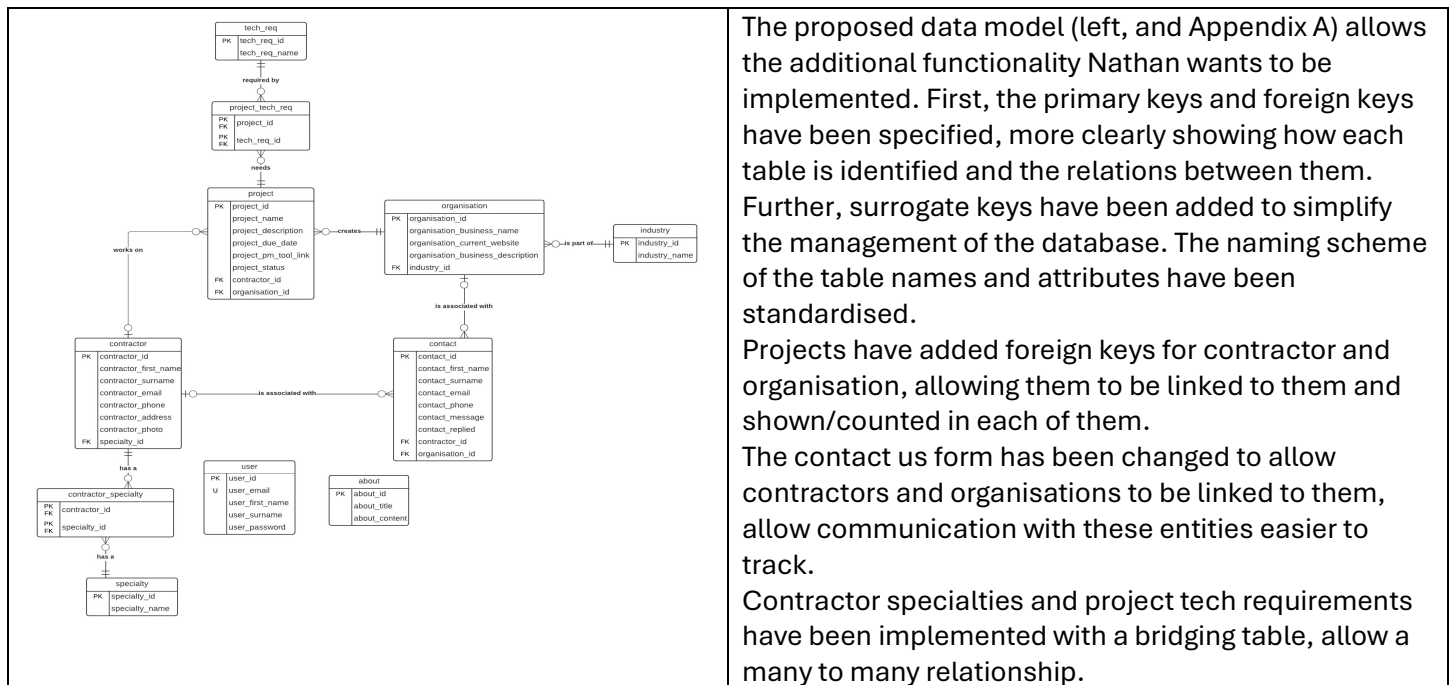 tech_req
PK tech_req_id
tech_req_name
required by
project_tech_req
PK FK project_id
PK FK tech_req_id
needs
project
PK project_id
project_name
project_description
project_due_date
project_pm_tool_link
project_status
FK contractor_id
FK organisation_id
creates
organisation
PK organisation_id
organisation_business_name
organisation_current_website
organisation_business_description
FK industry_id
is part of
industry
PK industry_id
industry_name
works on
is associated with
contractor
PK contractor_id
contractor_first_name
contractor_surname
contractor_email
contractor_phone
contractor_address
contractor_photo
FK specialty_id
is associated with
contact
PK contact_id
contact_first_name
contact_surname
contact_email
contact_phone
contact_message
contact_replied
FK contractor_id
FK organisation_id
has a
contractor_specialty
PK FK contractor_id
PK FK specialty_id
has a
specialty
PK specialty_id
specialty_name
user
PK user_id
U user_email
user_first_name
user_surname
user_password
about
PK about_id
about_title
about_content
The proposed data model (left, and Appendix A) allows
the additional functionality Nathan wants to be
implemented. First, the primary keys and foreign keys
have been specified, more clearly showing how each
table is identified and the relations between them.
Further, surrogate keys have been added to simplify
the management of the database. The naming scheme
of the table names and attributes have been
standardised.
Projects have added foreign keys for contractor and
organisation, allowing them to be linked to them and
shown/counted in each of them.
The contact us form has been changed to allow
contractors and organisations to be linked to them,
allow communication with these entities easier to
track.
Contractor specialties and project tech requirements
have been implemented with a bridging table, allow a
many to many relationship.